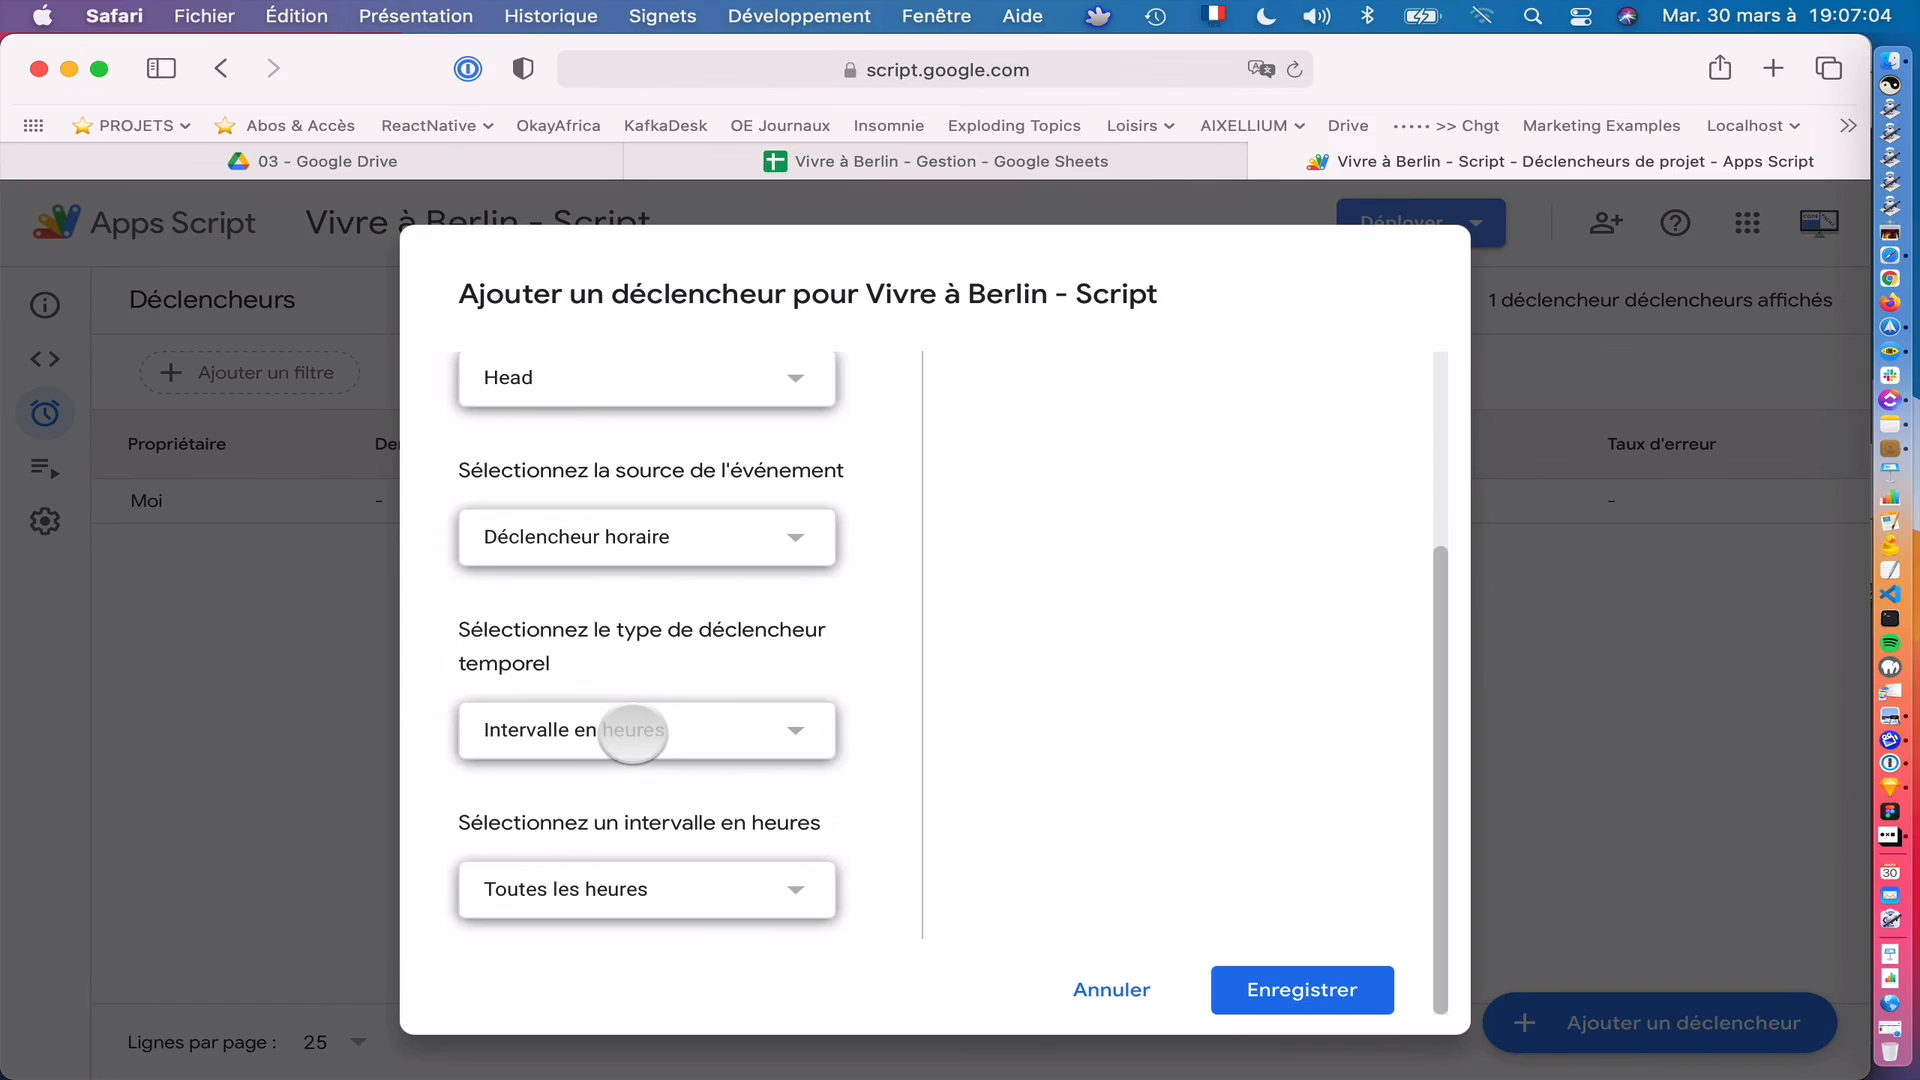 Safari Fichier Édition Présentation Historique Signets Développement Fenêtre Aide Mar. 30 mars à 19:07:04
script.google.com
PROJETS Abos & Accès ReactNative OkayAfrica KafkaDesk OE Journaux Insomnie Exploding Topics Loisirs AIXELLIUM Drive ····· >> Chgt Marketing Examples Localhost
03 - Google Drive
Vivre à Berlin - Gestion - Google Sheets
Vivre à Berlin - Script - Déclencheurs de projet - Apps Script
Apps Script
Vivre à Berlin - Script
Déployer
Déclencheurs
1 déclencheur déclencheurs affichés
Ajouter un filtre
Propriétaire
Taux d'erreur
Moi
-
-
Ajouter un déclencheur pour Vivre à Berlin - Script
Head
Sélectionnez la source de l'événement
Déclencheur horaire
Sélectionnez le type de déclencheur
temporel
Intervalle en heures
Sélectionnez un intervalle en heures
Toutes les heures
Annuler
Enregistrer
Lignes par page :
25
Ajouter un déclencheur
30